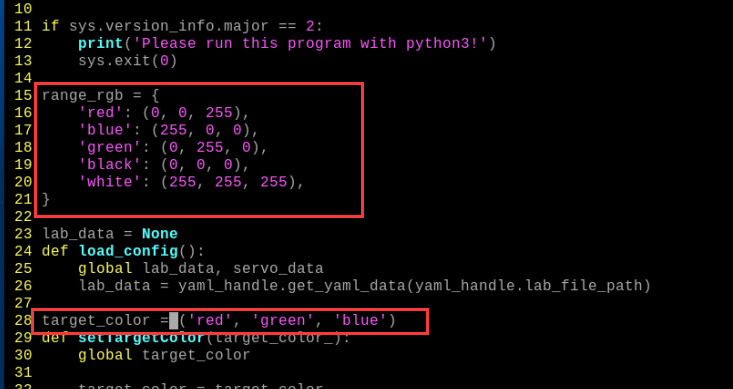 10
11 if sys.version_info.major == 2:
12     print('Please run this program with python3!')
13     sys.exit(0)
14
15 range_rgb = {
16     'red': (0, 0, 255),
17     'blue': (255, 0, 0),
18     'green': (0, 255, 0),
19     'black': (0, 0, 0),
20     'white': (255, 255, 255),
21 }
22
23 lab_data = None
24 def load_config():
25     global lab_data, servo_data
26     lab_data = yaml_handle.get_yaml_data(yaml_handle.lab_file_path)
27
28 target_color = ('red', 'green', 'blue')
29 def setTargetColor(target_color_):
30     global target_color
31
32     target_color = target_color_